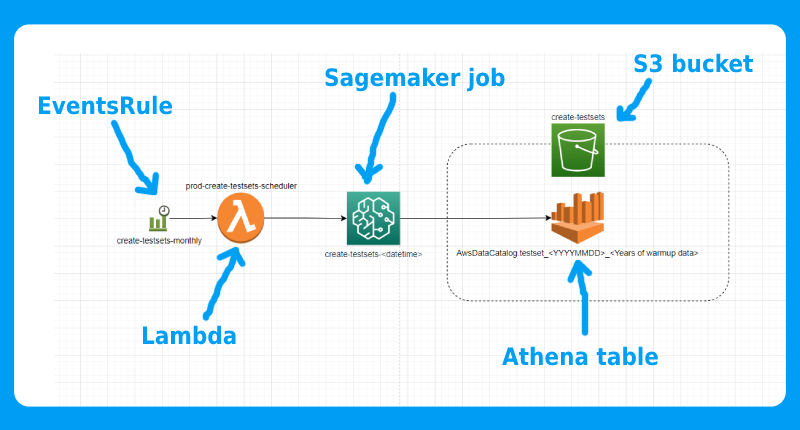 S3 bucket
Sagemaker job
EventsRule
create-testsets
prod-create-testsets-scheduler
create-testsets-monthly
create-testsets-<datetime>
AwsDataCatalog.testset_<YYYYMMDD>_<Years of warmup data>
Lambda
Athena table